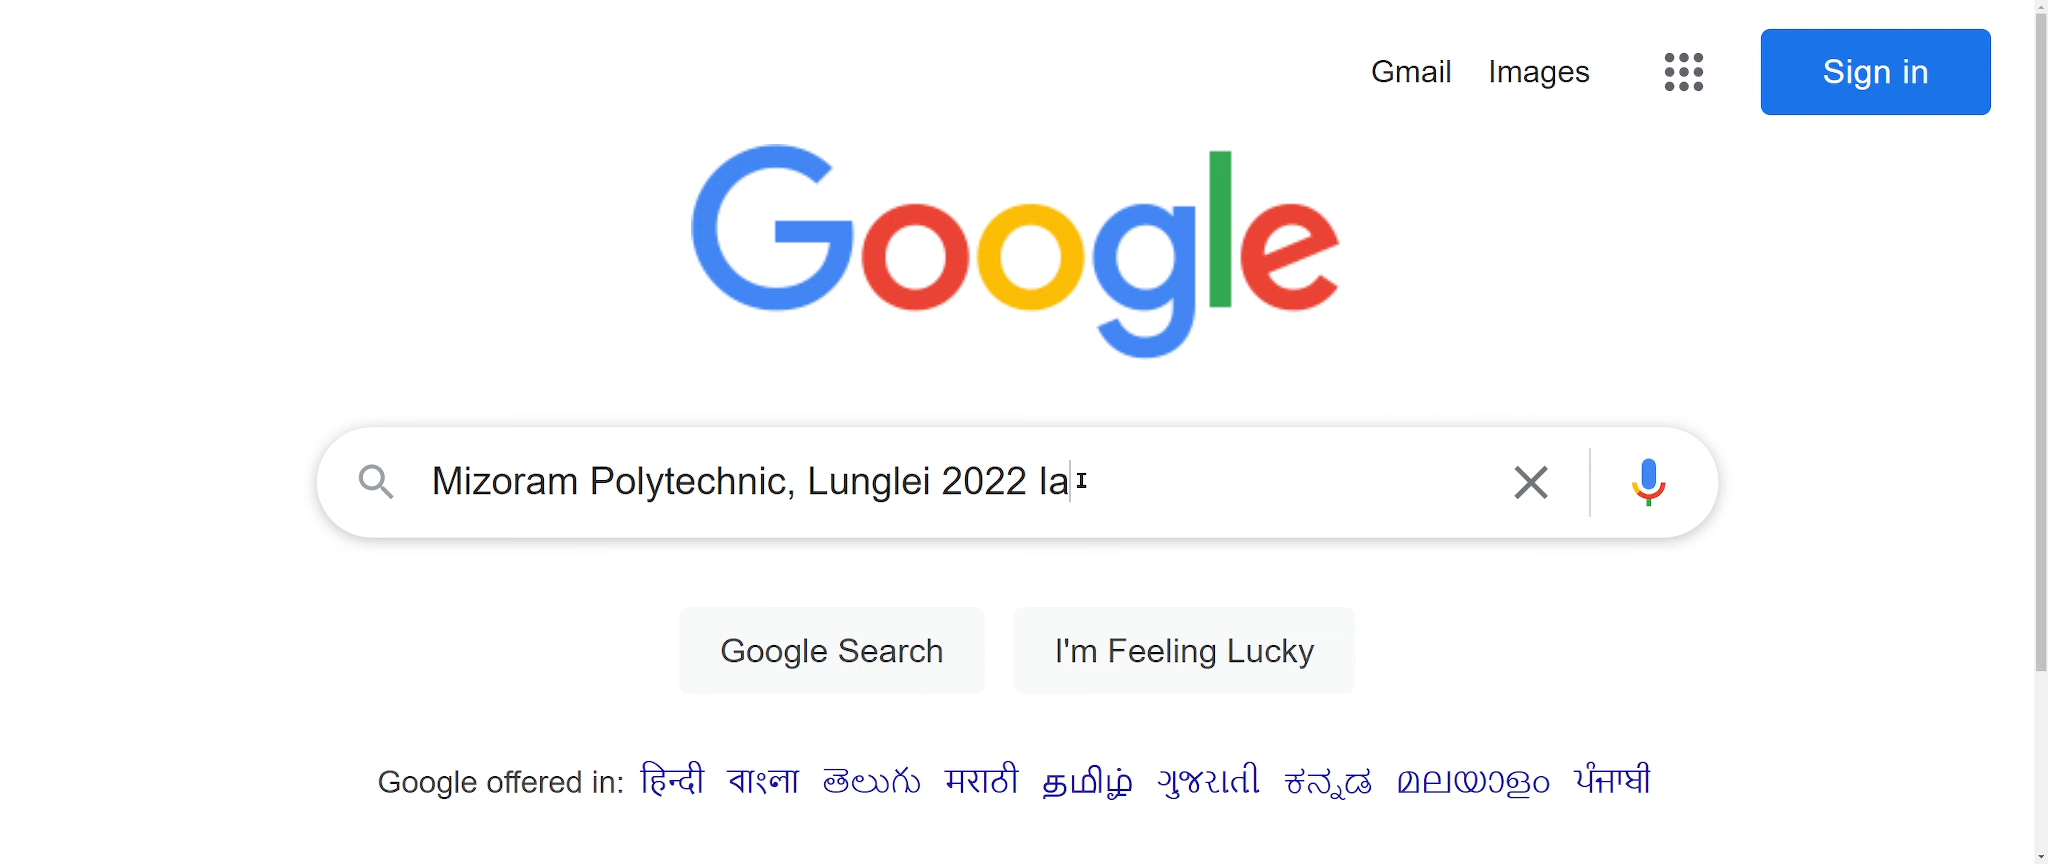 Gmail Images Sign in
Google
Mizoram Polytechnic, Lunglei 2022 la
Google Search I'm Feeling Lucky
Google offered in: हिन्दी বাংলা తెలుగు मराठी தமிழ் ગુજરાતી ಕನ್ನಡ മലയാളം ਪੰਜਾਬੀ